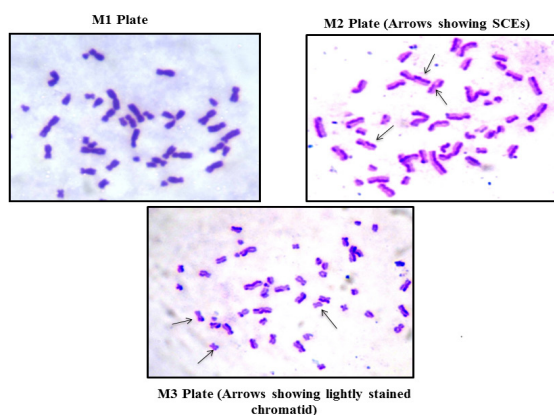 M1 Plate
M2 Plate (Arrows showing SCEs)
M3 Plate (Arrows showing lightly stained
chromatid)